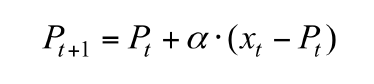 P_{t+1} = P_t + α·(x_t − P_t)